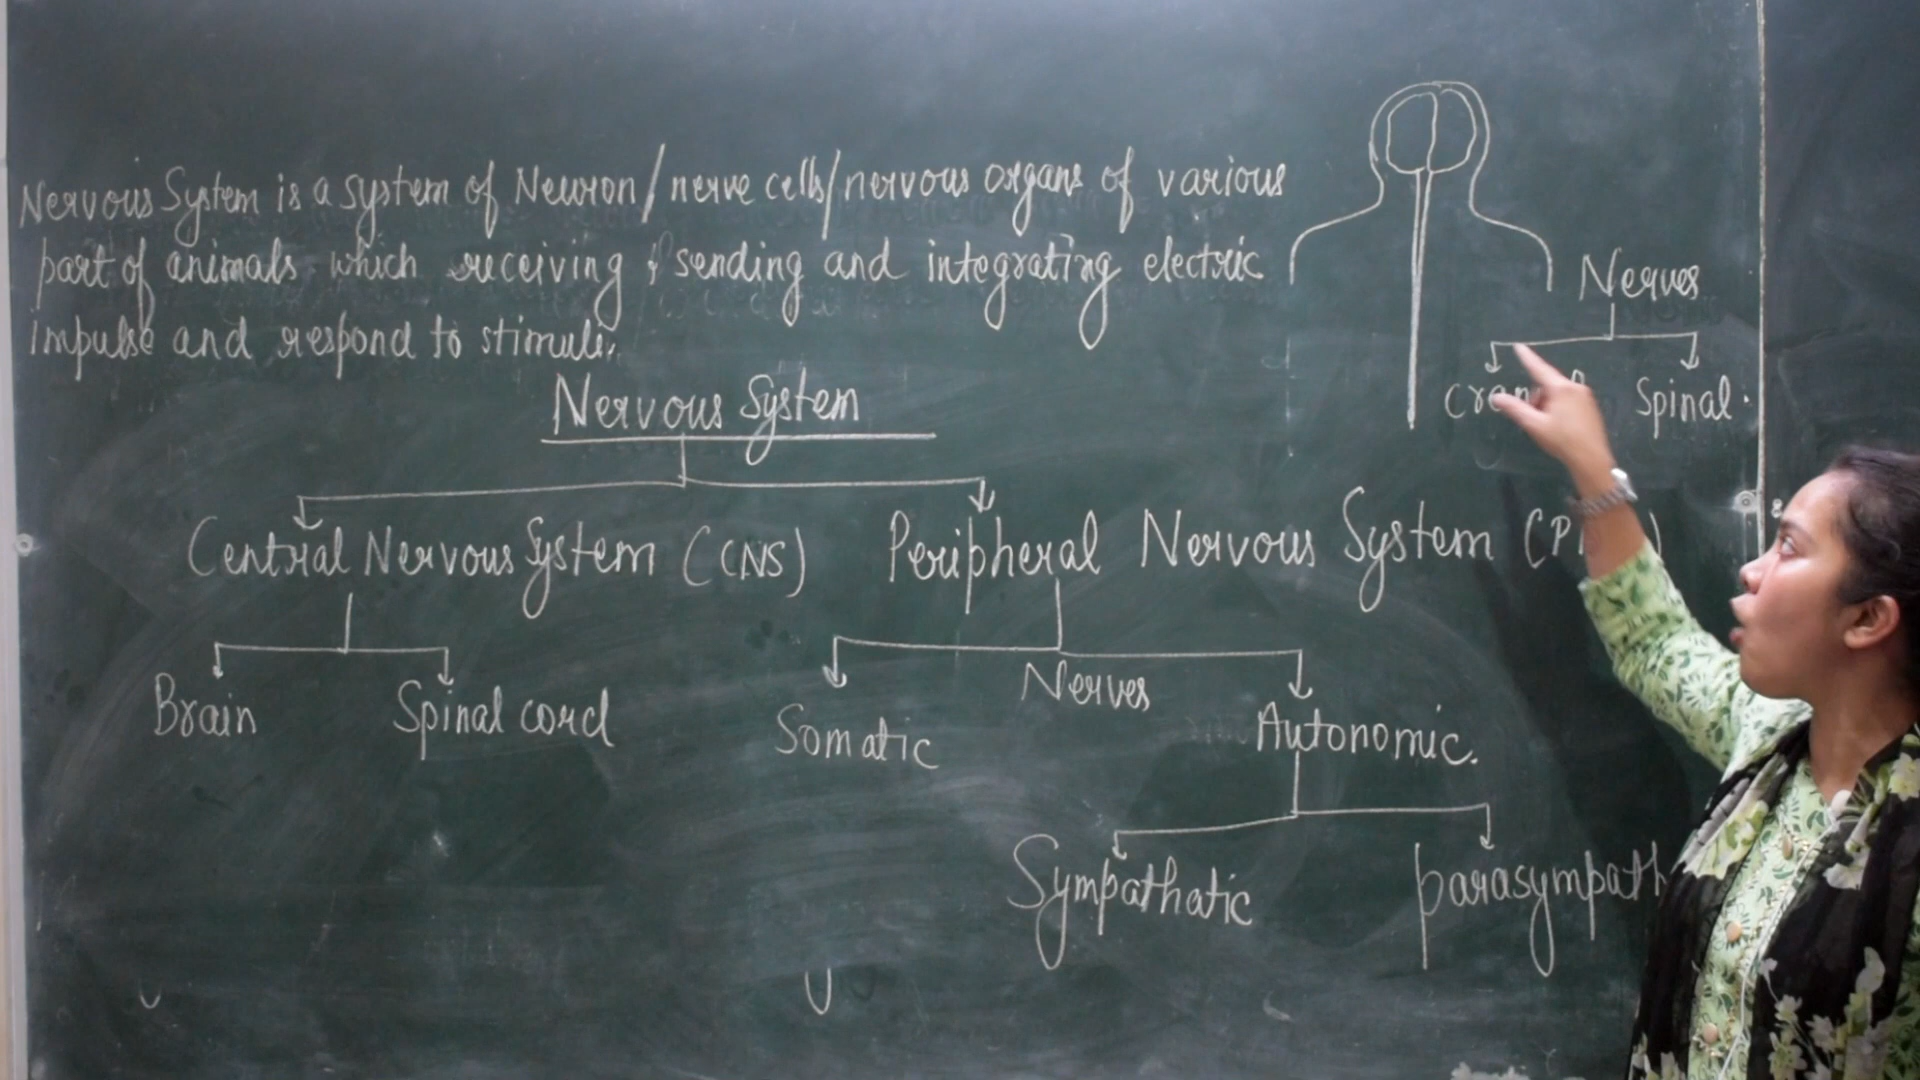 Nervous System is a system of Neuron/nerve cells/nervous organs of various
part of animals which receiving & sending and integrating electric
impulse and respond to stimuli.
Nerves
Spinal.
Nervous System
Central Nervous System (CNS)
Peripheral Nervous System
Brain
Spinal cord
Nerves
Somatic
Autonomic.
Sympathetic